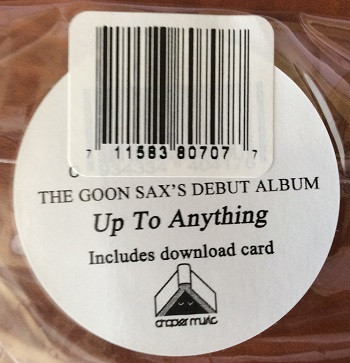 7 11583 80707 7
THE GOON SAX'S DEBUT ALBUM
Up To Anything
Includes download card
chapter music